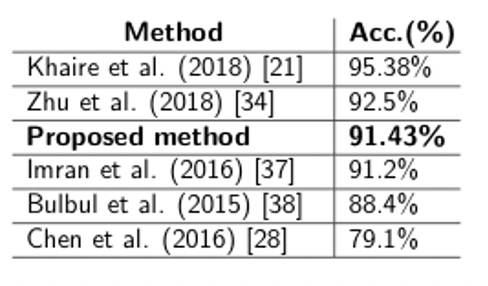 Method Acc.(%)
Khaire et al. (2018) [21] 95.38%
Zhu et al. (2018) [34] 92.5%
Proposed method 91.43%
Imran et al. (2016) [37] 91.2%
Bulbul et al. (2015) [38] 88.4%
Chen et al. (2016) [28] 79.1%